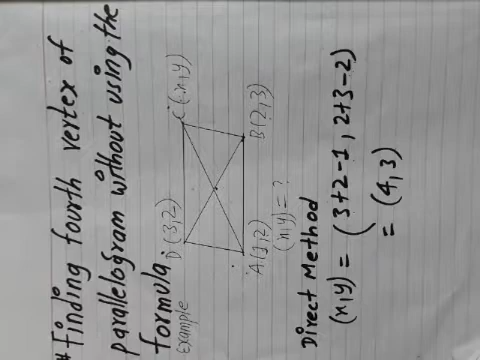 # Finding fourth vertex of
parallelogram without using the
formula.
example
D (3,2)
C (x,y)
A (1,2)
B (2,3)
(x,y) = ?
Direct Method
(x,y) = (3+2-1, 2+3-2)
= (4,3)